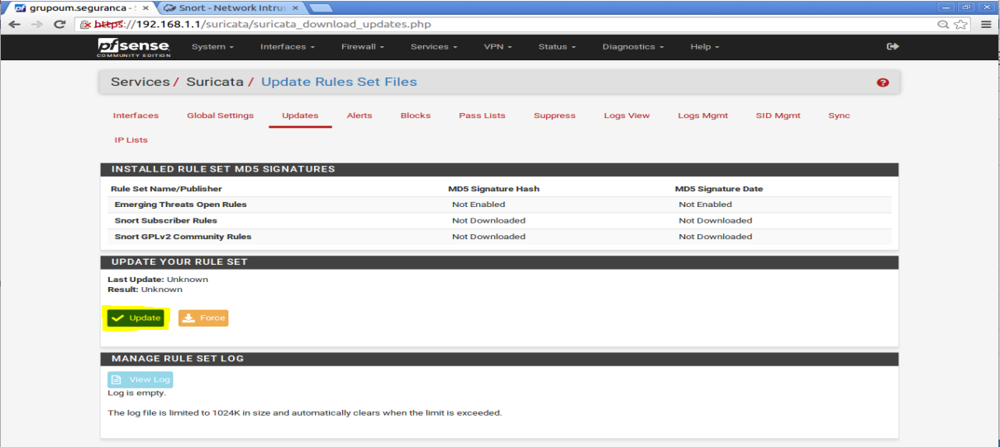 grupoum.seguranca - S × Snort - Network Intrus ×
https://192.168.1.1/suricata/suricata_download_updates.php
pfsense System Interfaces Firewall Services VPN Status Diagnostics Help
COMMUNITY EDITION
Services / Suricata / Update Rules Set Files
Interfaces Global Settings Updates Alerts Blocks Pass Lists Suppress Logs View Logs Mgmt SID Mgmt Sync
IP Lists
INSTALLED RULE SET MD5 SIGNATURES
Rule Set Name/Publisher MD5 Signature Hash MD5 Signature Date
Emerging Threats Open Rules Not Enabled Not Enabled
Snort Subscriber Rules Not Downloaded Not Downloaded
Snort GPLv2 Community Rules Not Downloaded Not Downloaded
UPDATE YOUR RULE SET
Last Update: Unknown
Result: Unknown
Update Force
MANAGE RULE SET LOG
View Log
Log is empty.
The log file is limited to 1024K in size and automatically clears when the limit is exceeded.